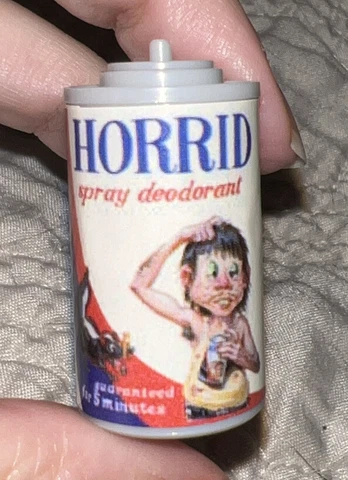 HORRID
spray deodorant
guaranteed
for 5 minutes